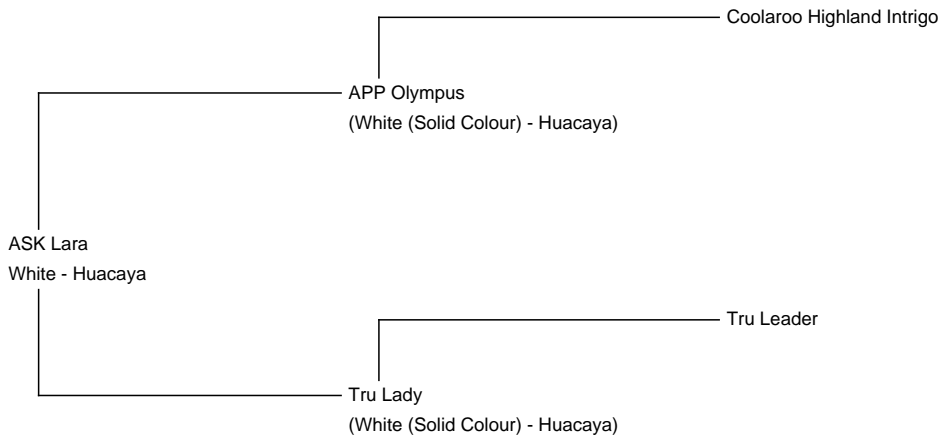 Coolaroo Highland Intrigo
APP Olympus
(White (Solid Colour) - Huacaya)
ASK Lara
White - Huacaya
Tru Leader
Tru Lady
(White (Solid Colour) - Huacaya)